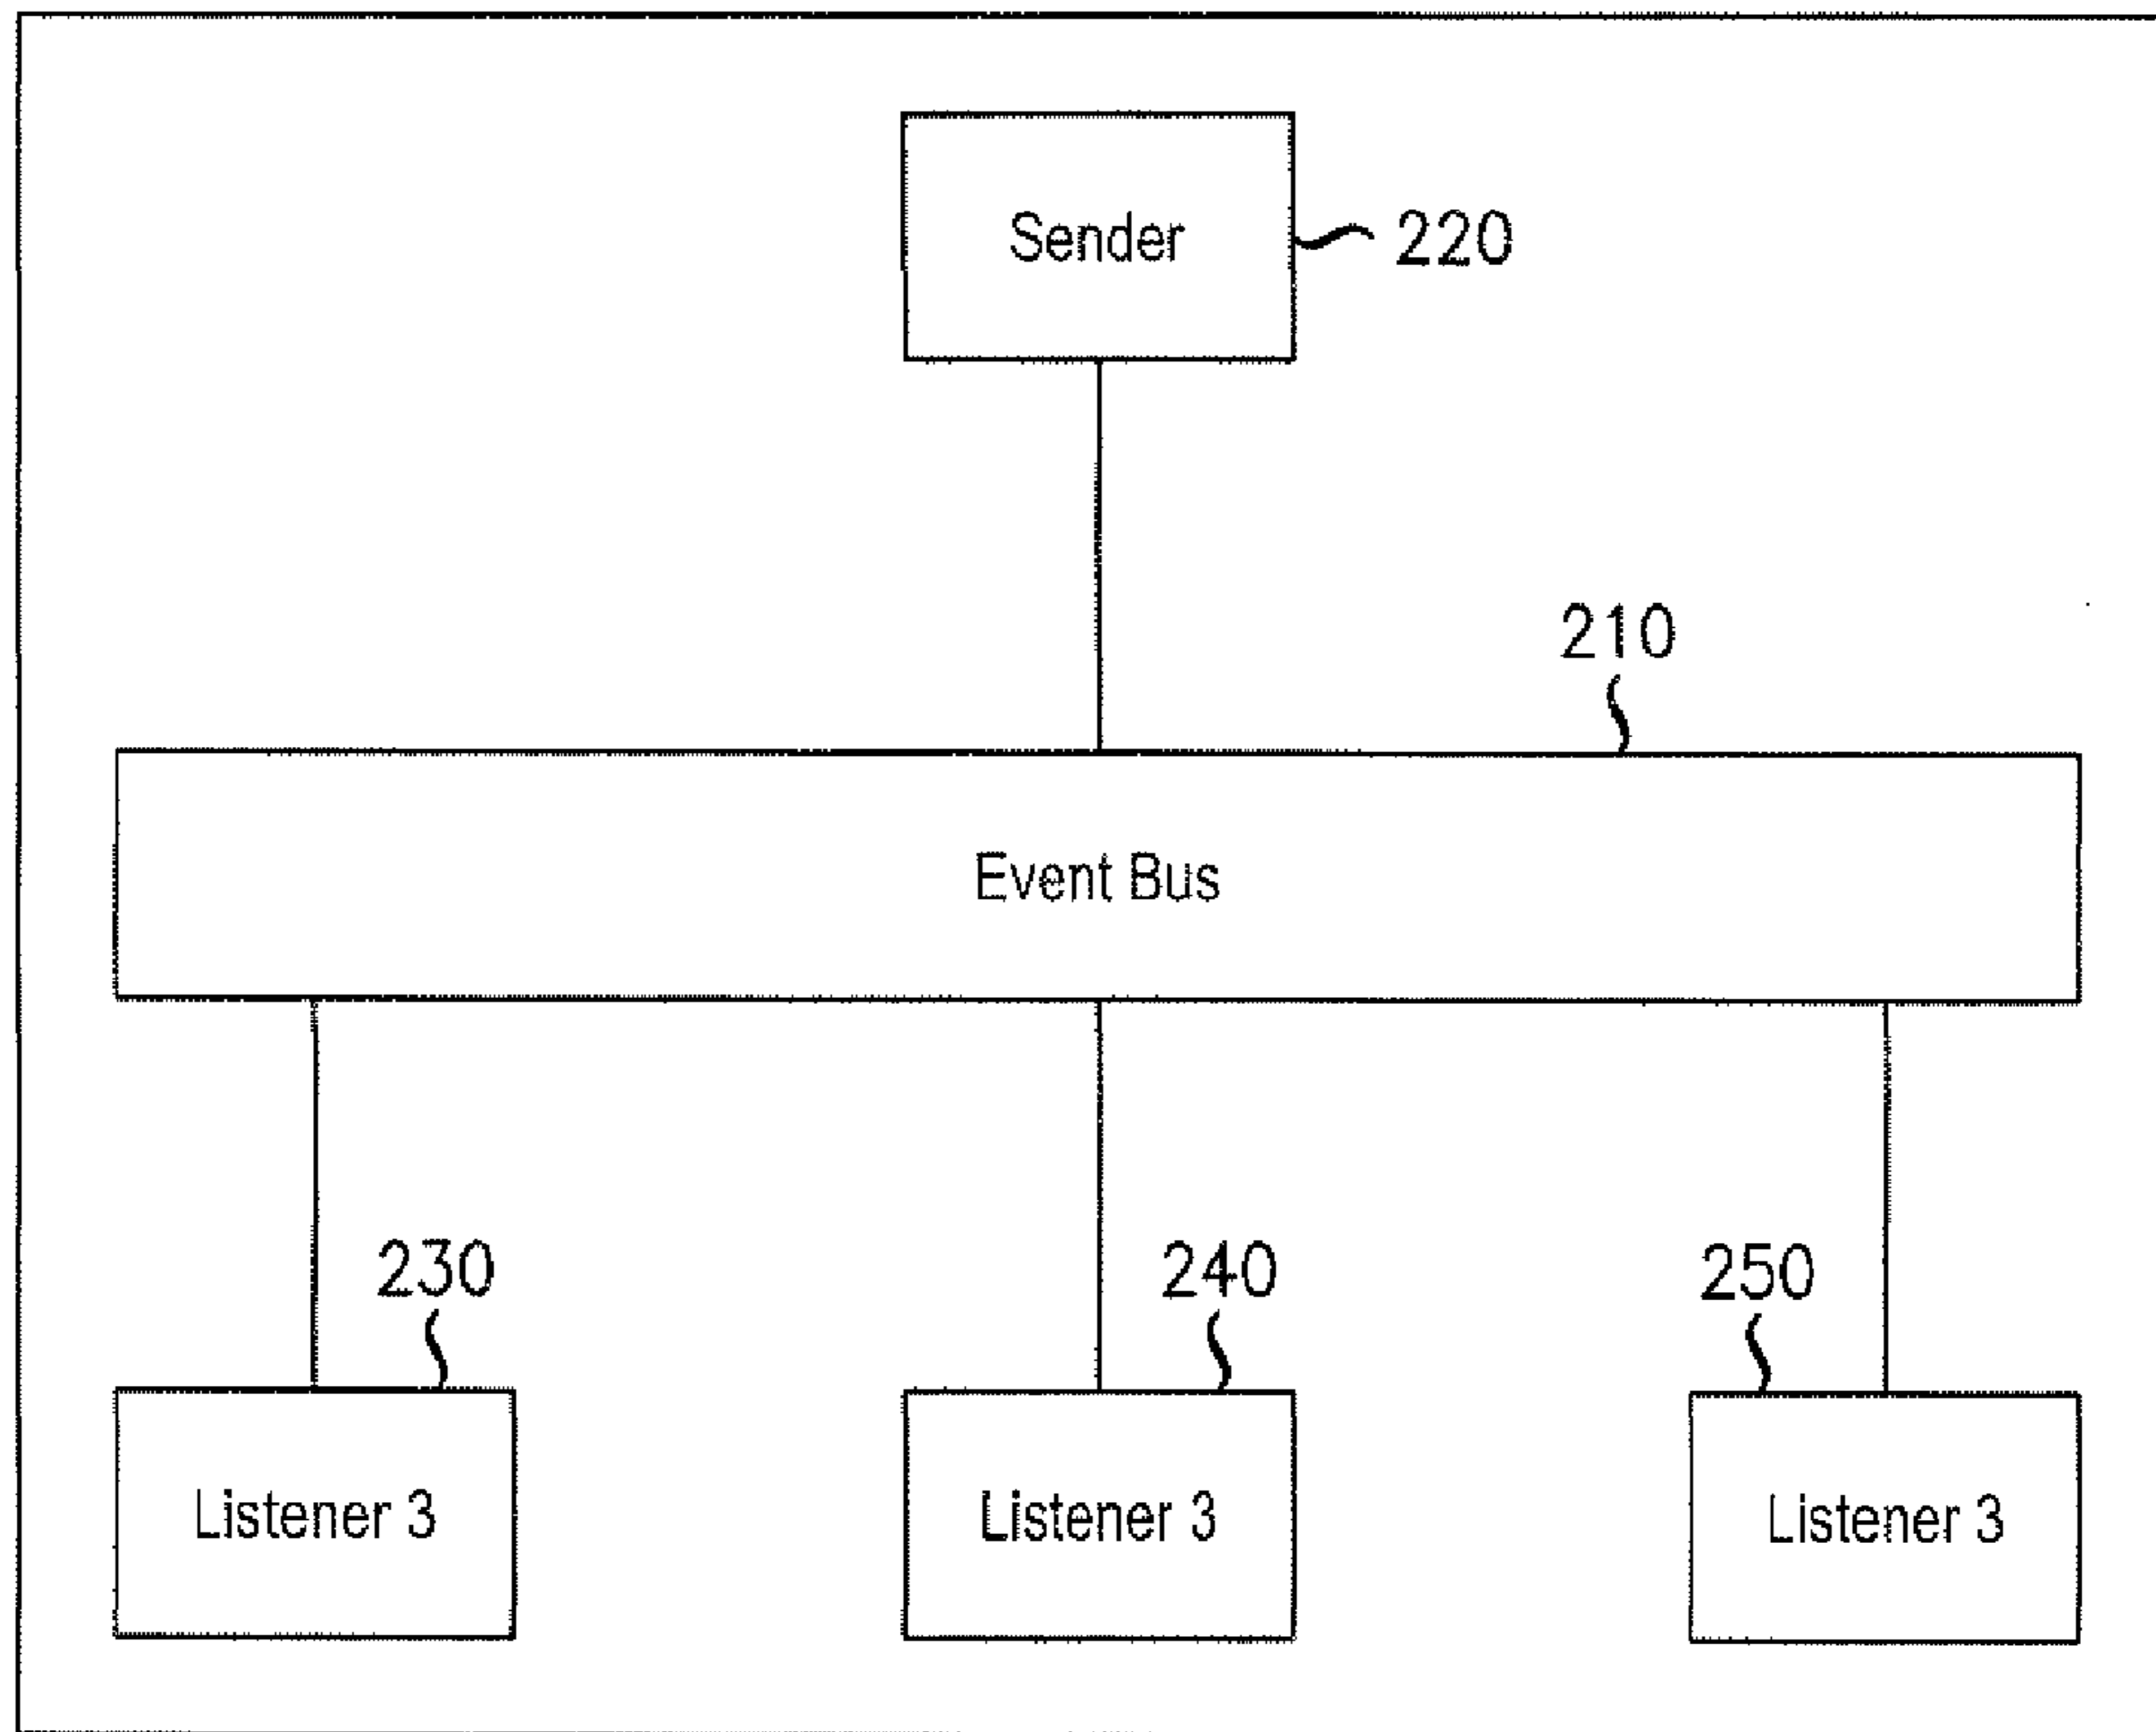 Sender
220
210
Event Bus
230
240
250
Listener 3
Listener 3
Listener 3